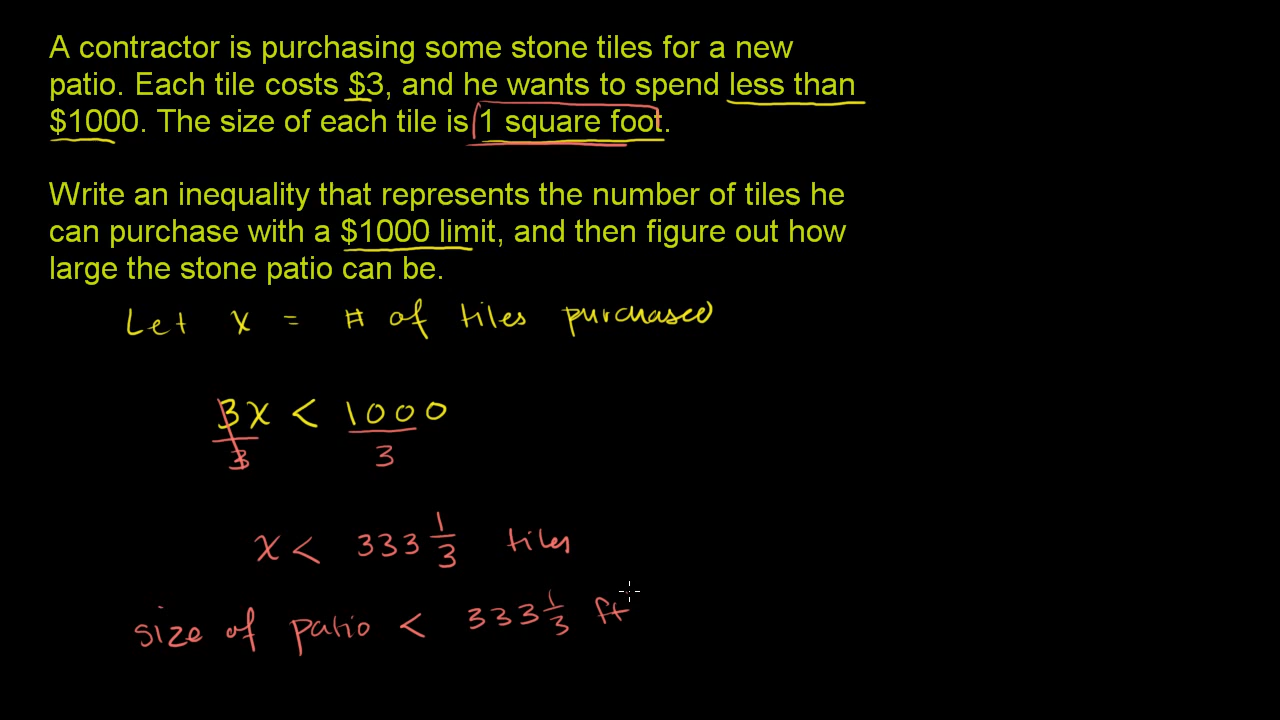 A contractor is purchasing some stone tiles for a new
patio. Each tile costs $3, and he wants to spend less than
$1000. The size of each tile is 1 square foot.
Write an inequality that represents the number of tiles he
can purchase with a $1000 limit, and then figure out how
large the stone patio can be.
Let x = # of tiles purchased
3x < 1000
3 3
x < 333 1/3 tiles
size of patio < 333 1/3 ft